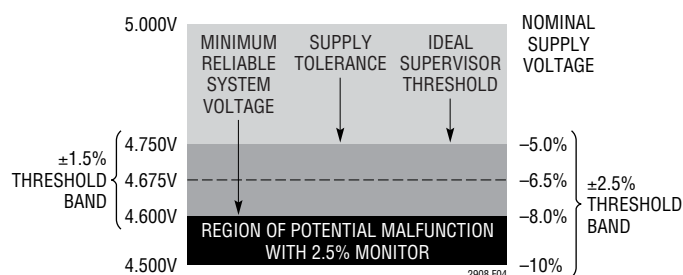 5.000V
MINIMUM
RELIABLE
SYSTEM
VOLTAGE
SUPPLY
TOLERANCE
IDEAL
SUPERVISOR
THRESHOLD
NOMINAL
SUPPLY
VOLTAGE
±1.5%
THRESHOLD
BAND
4.750V
4.675V
4.600V
4.500V
–5.0%
–6.5%
–8.0%
–10%
±2.5%
THRESHOLD
BAND
REGION OF POTENTIAL MALFUNCTION
WITH 2.5% MONITOR
2908 F04